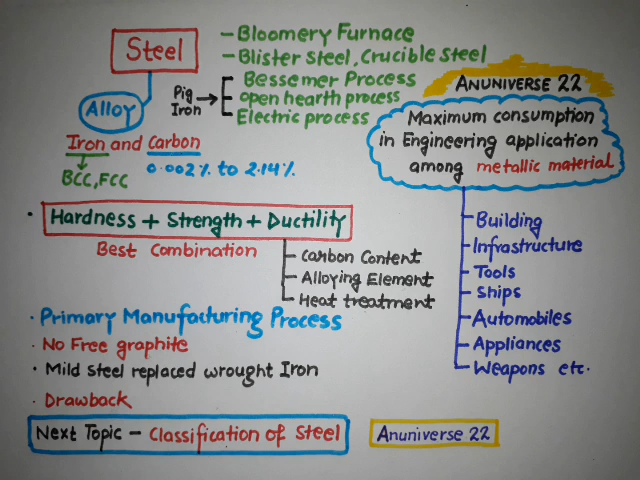 Steel
- Bloomery Furnace
- Blister Steel, Crucible steel
Pig Iron →
Bessemer Process
open hearth process
Electric process
Alloy
Iron and Carbon
BCC, FCC
0.002% to 2.14%
ANUNIVERSE 22
Maximum consumption
in Engineering application
among metallic material
- Building
- Infrastructure
- Tools
- Ships
- Automobiles
- Appliances
- Weapons etc.
• Hardness + Strength + Ductility
Best Combination
- Carbon Content
- Alloying Element
- Heat treatment
• Primary Manufacturing Process
• No Free graphite
• Mild steel replaced wrought Iron
• Drawback
Next Topic - Classification of Steel
Anuniverse 22